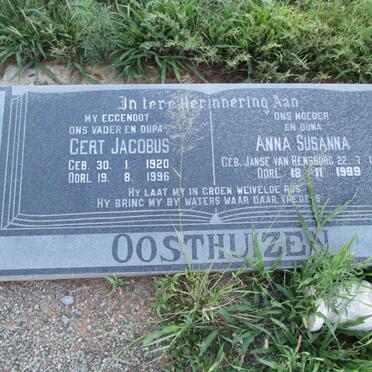 In tere Herinnering Aan
MY EGGENOOT
ONS VADER EN OUPA
GERT JACOBUS
GEB. 30. 1 1920
OORL 19. 8 1996
ONS MOEDER
EN OUMA
ANNA SUSANNA
GEB. JANSE VAN RENSBURG 22. 7.
OORL 18 11 1999
HY LAAT MY IN GROEN WEIVELDE RUS
HY BRING MY BY WATERS WAAR DAAR VREDE IS
OOSTHUIZEN